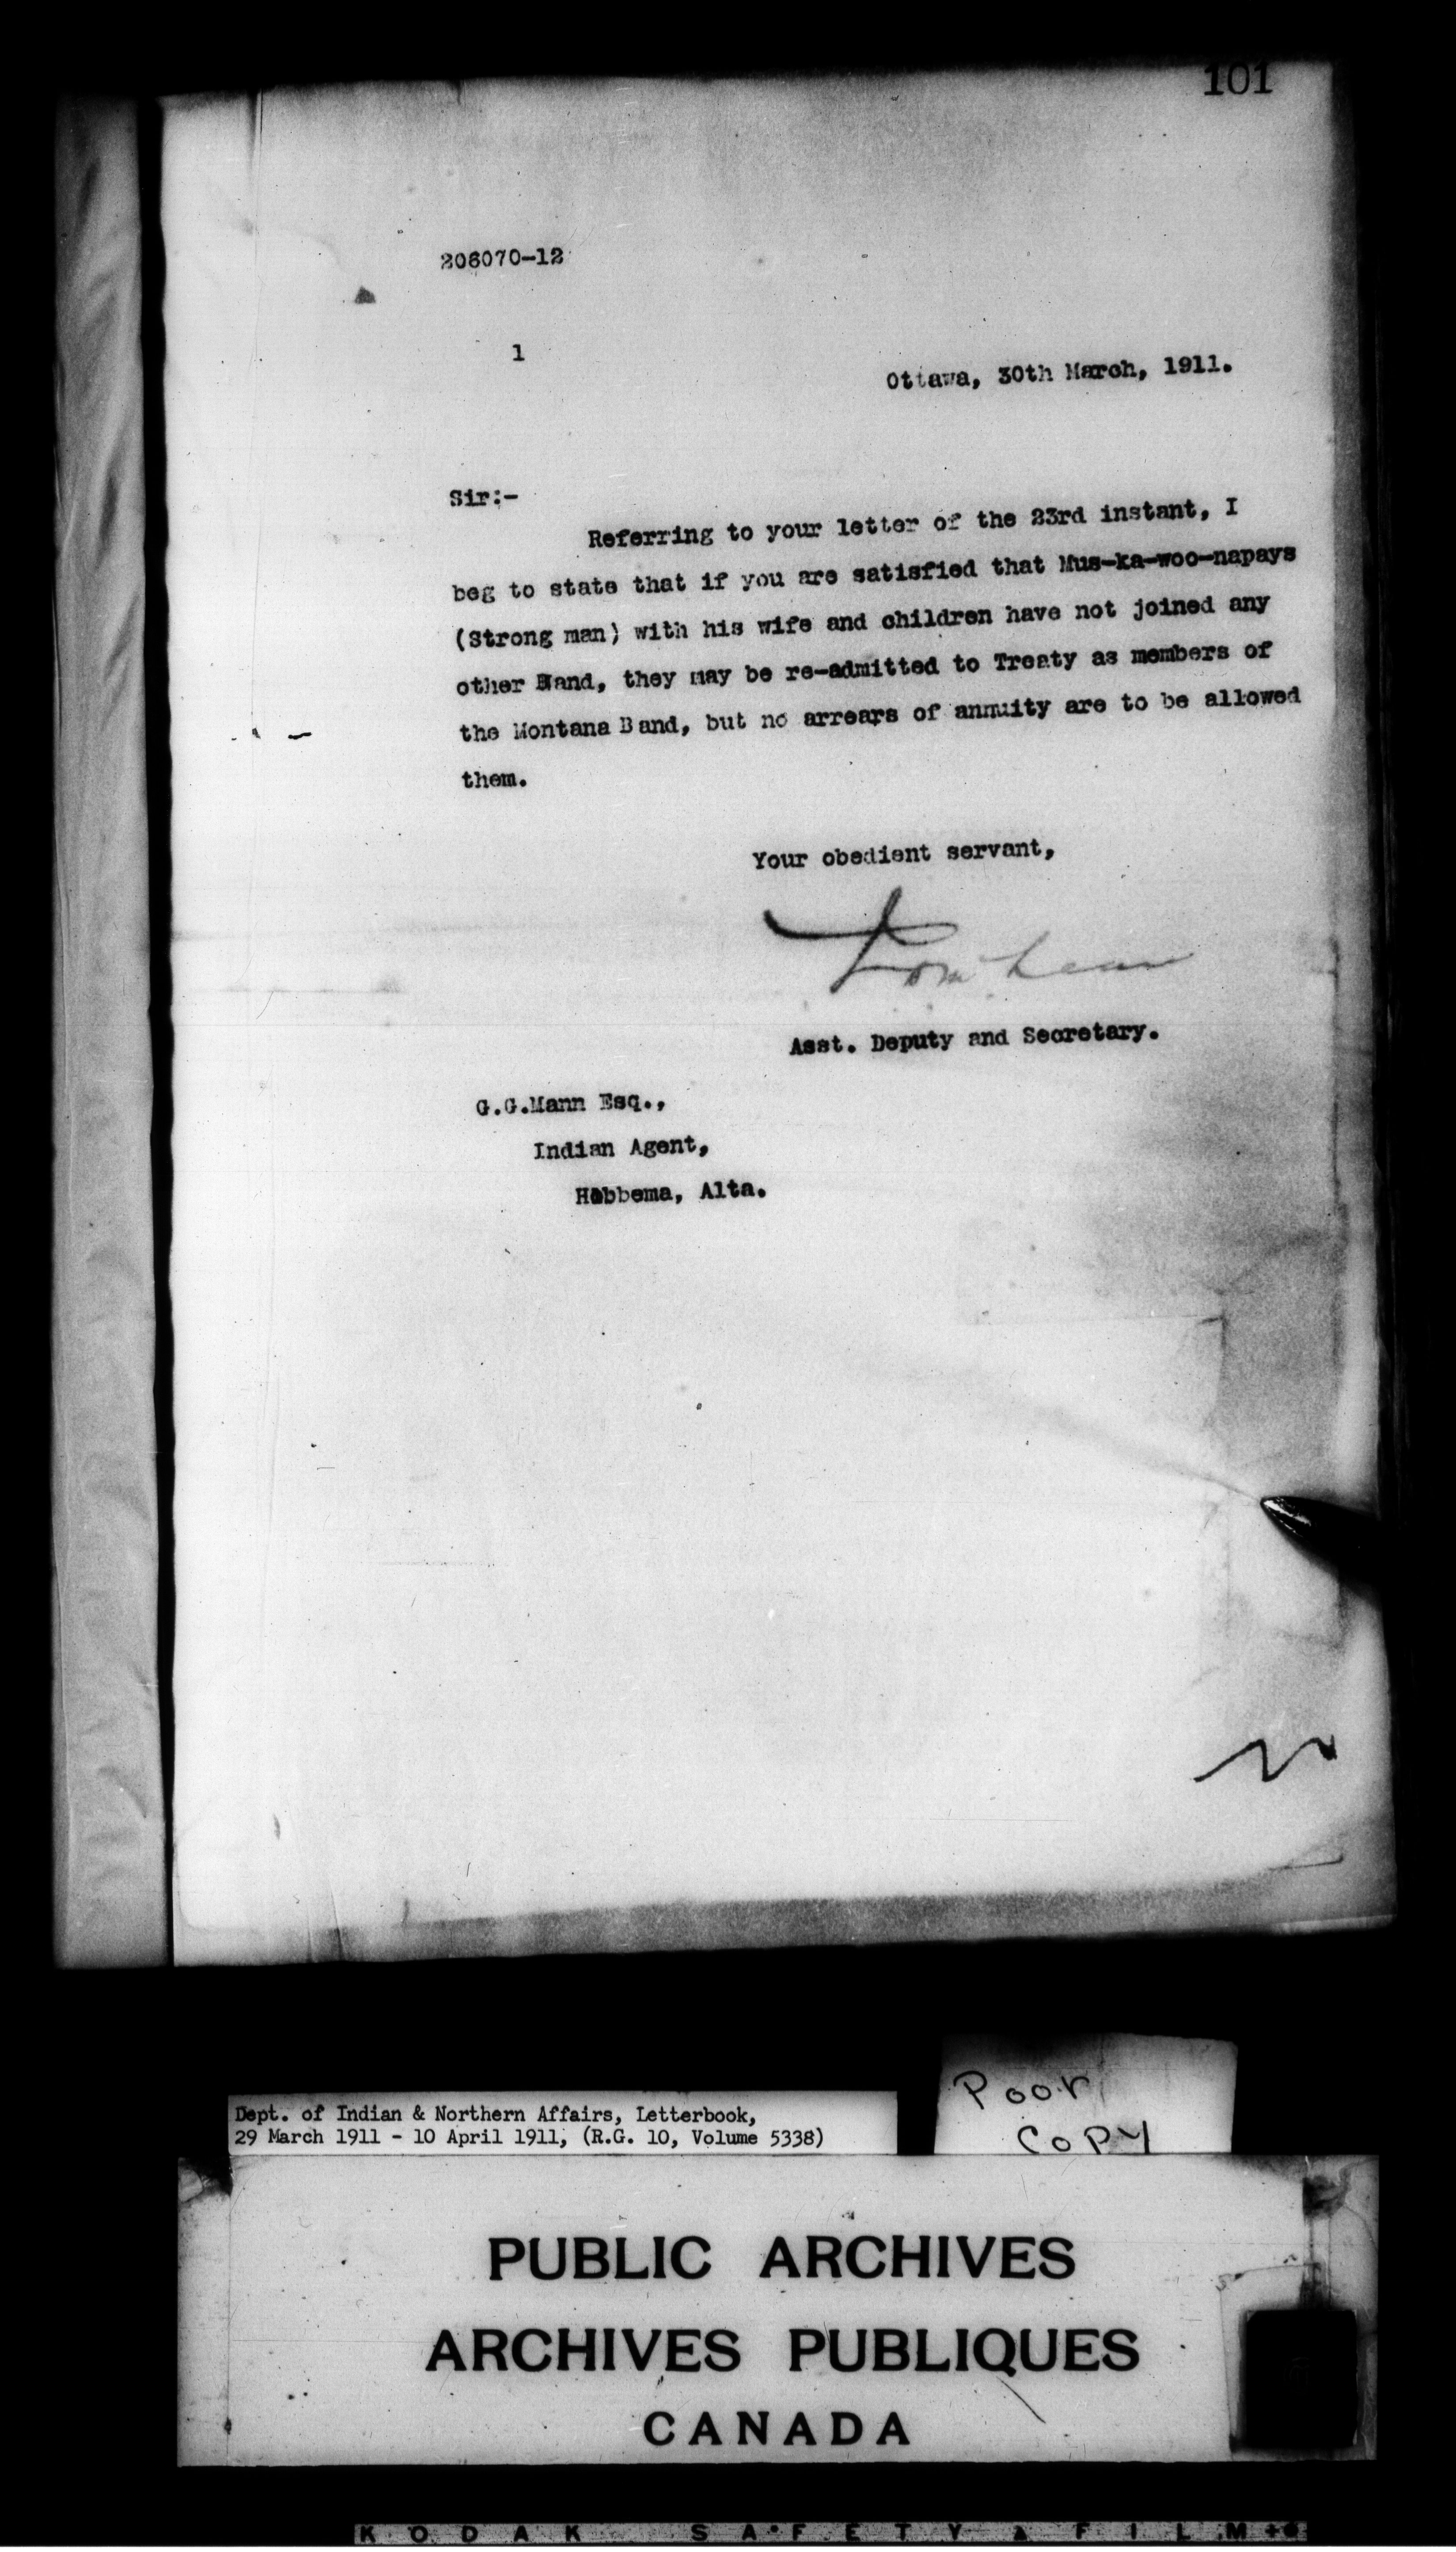 101
206070-12
1
Ottawa, 30th March, 1911.
Sir:-
Referring to your letter of the 23rd instant, I
beg to state that if you are satisfied that Mus-ka-woo-napays
(Strong man) with his wife and children have not joined any
other Band, they may be re-admitted to Treaty as members of
the Montana Band, but no arrears of annuity are to be allowed
them.
Your obedient servant,
Asst. Deputy and Secretary.
G.G.Mann Esq.,
Indian Agent,
Hobbema, Alta.
Poor
Copy
Dept. of Indian & Northern Affairs, Letterbook,
29 March 1911 - 10 April 1911, (R.G. 10, Volume 5338)
PUBLIC ARCHIVES
ARCHIVES PUBLIQUES
CANADA
KODAK SAFETY FILM